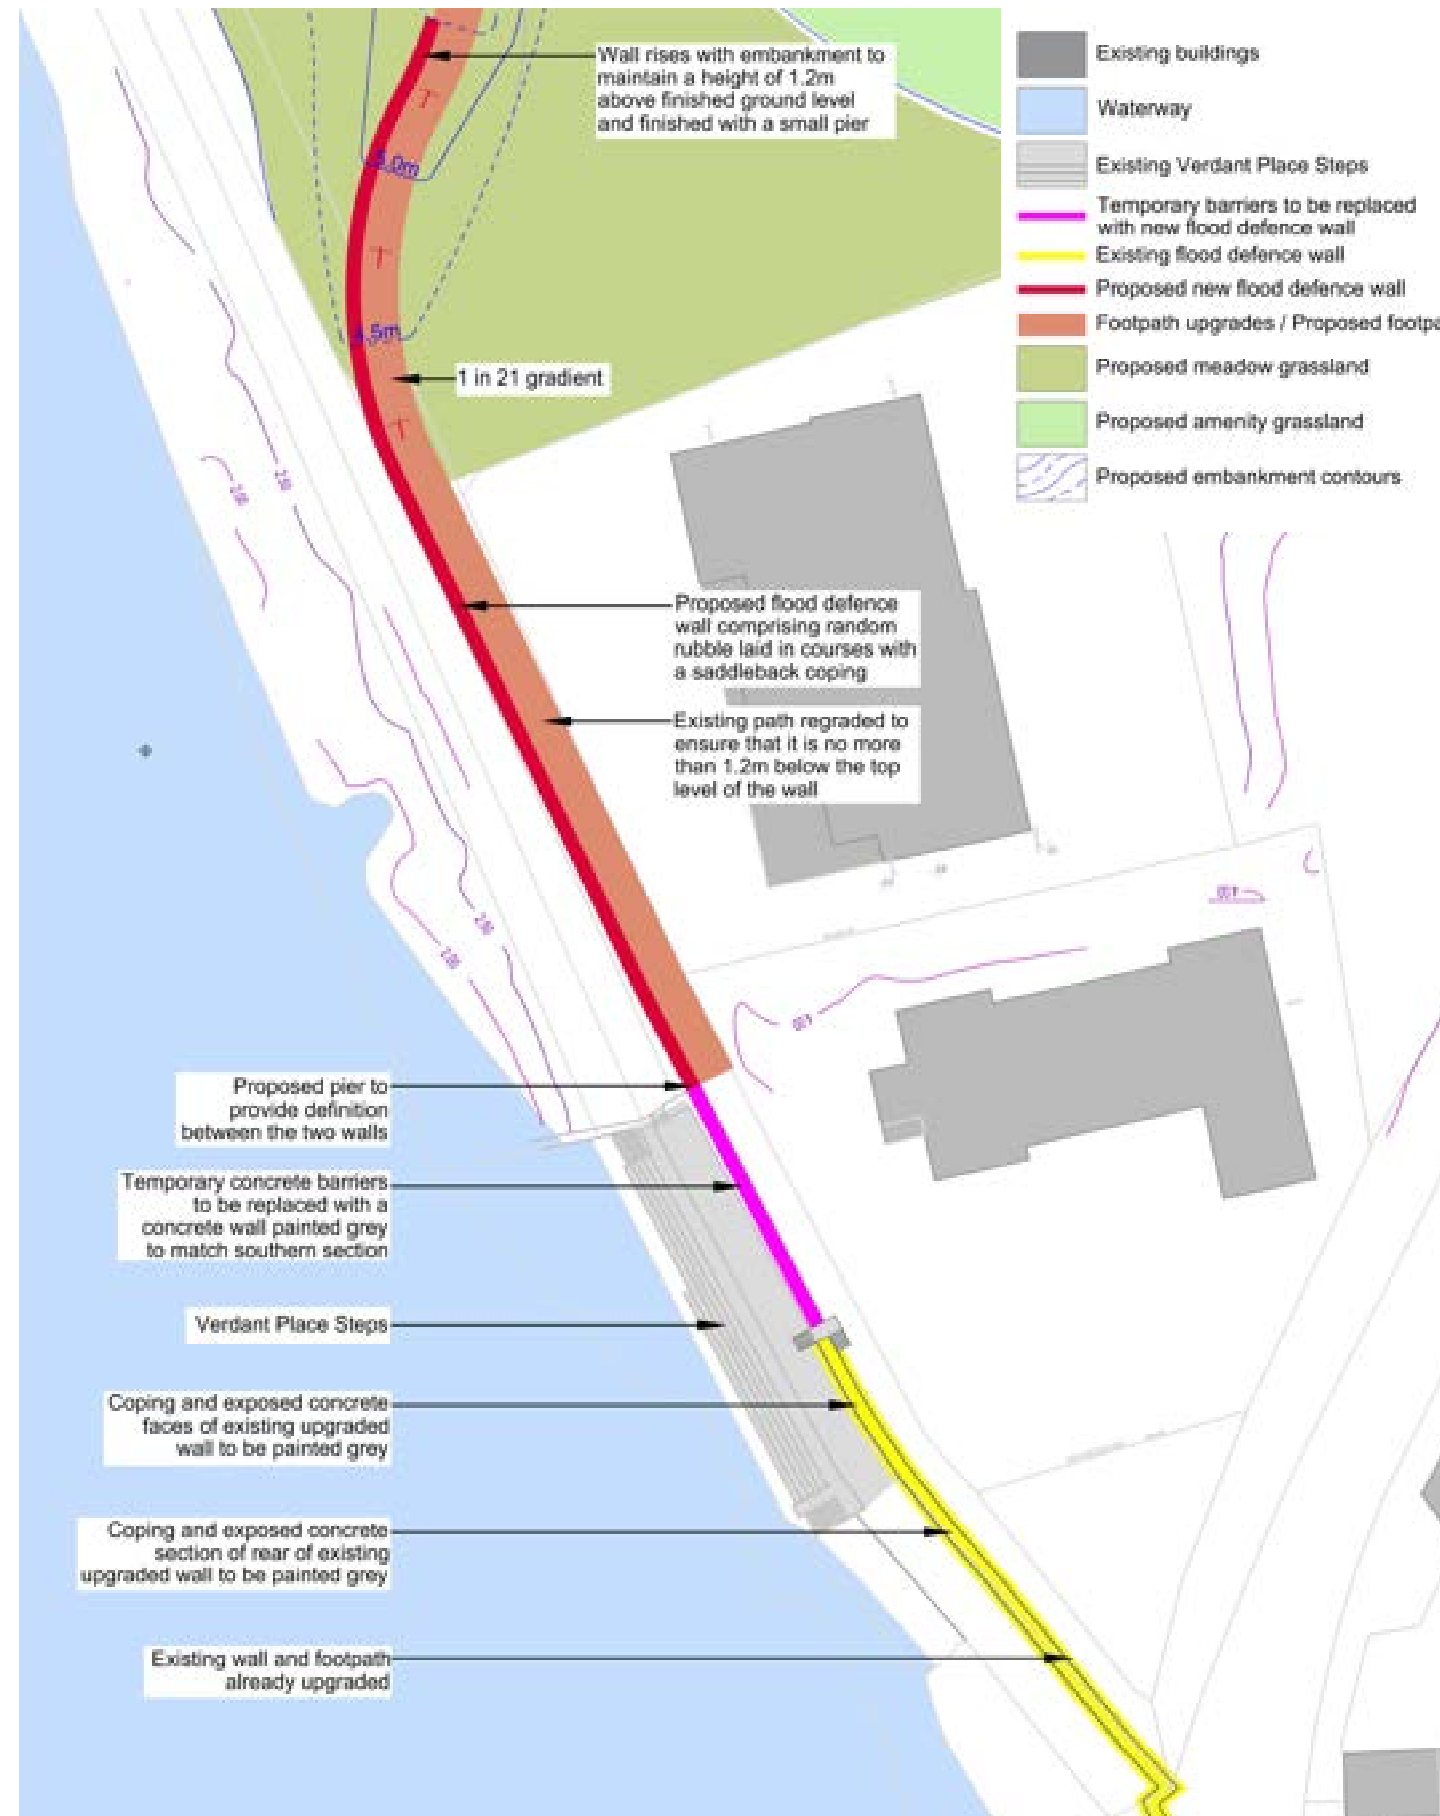 Wall rises with embankment to
maintain a height of 1.2m
above finished ground level
and finished with a small pier
Existing buildings
Waterway
Existing Verdant Place Steps
Temporary barriers to be replaced
with new flood defence wall
Existing flood defence wall
Proposed new flood defence wall
Footpath upgrades / Proposed footpa
Proposed meadow grassland
Proposed amenity grassland
Proposed embankment contours
5.0m
4.5m
1 in 21 gradient
Proposed flood defence
wall comprising random
rubble laid in courses with
a saddleback coping
Existing path regraded to
ensure that it is no more
than 1.2m below the top
level of the wall
Proposed pier to
provide definition
between the two walls
Temporary concrete barriers
to be replaced with a
concrete wall painted grey
to match southern section
Verdant Place Steps
Coping and exposed concrete
faces of existing upgraded
wall to be painted grey
Coping and exposed concrete
section of rear of existing
upgraded wall to be painted grey
Existing wall and footpath
already upgraded